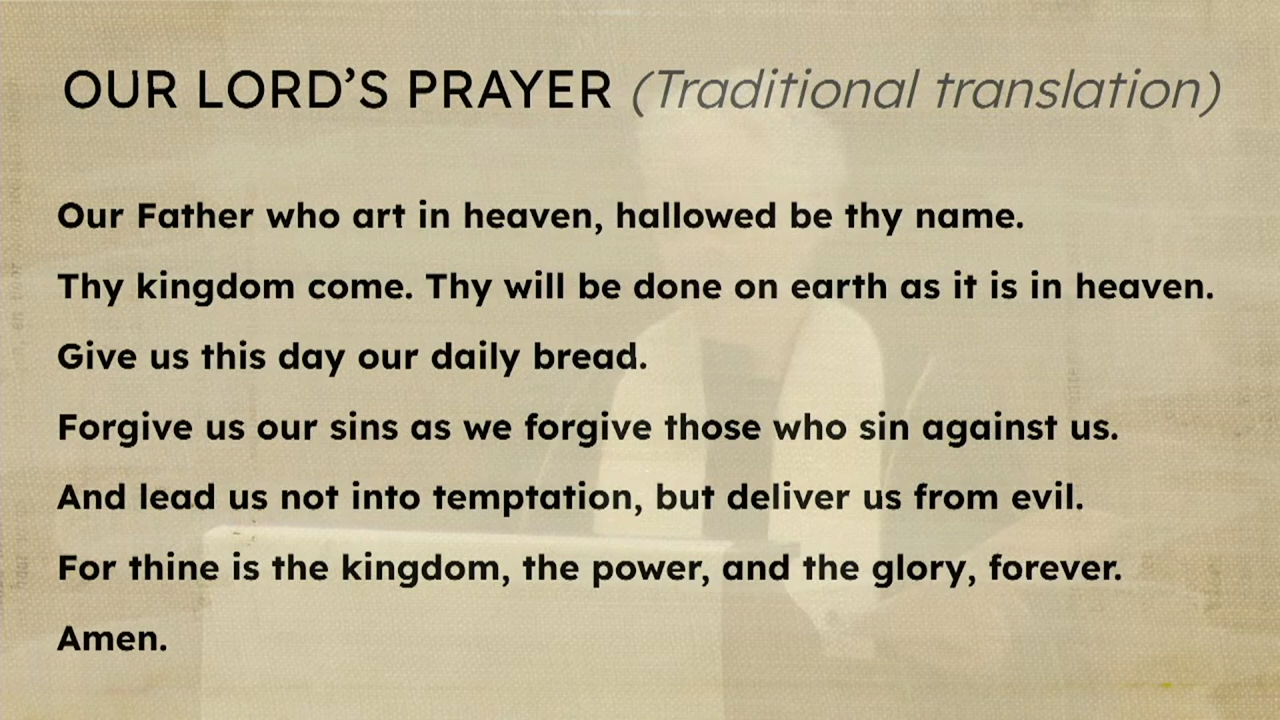 OUR LORD’S PRAYER (Traditional translation)
Our Father who art in heaven, hallowed be thy name.
Thy kingdom come. Thy will be done on earth as it is in heaven.
Give us this day our daily bread.
Forgive us our sins as we forgive those who sin against us.
And lead us not into temptation, but deliver us from evil.
For thine is the kingdom, the power, and the glory, forever.
Amen.